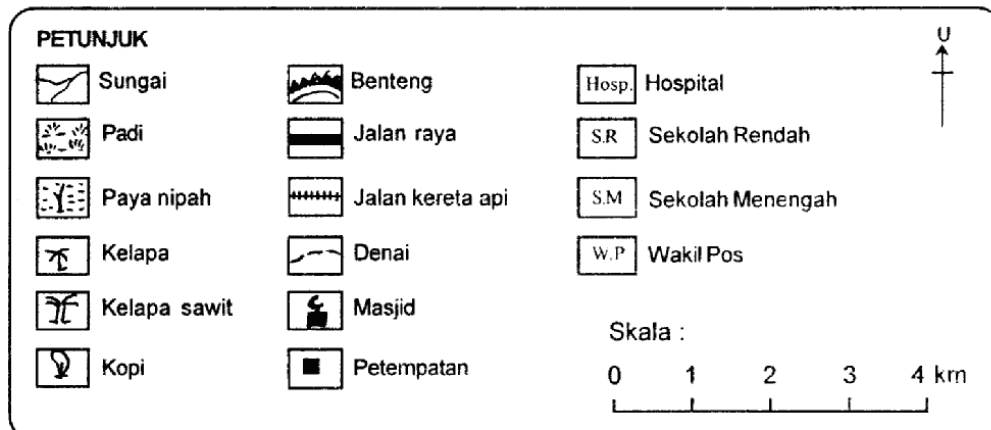 PETUNJUK
U
Sungai
Benteng
Hosp. Hospital
Padi
Jalan raya
S.R Sekolah Rendah
Paya nipah
Jalan kereta api
S.M Sekolah Menengah
Kelapa
Denai
W.P Wakil Pos
Kelapa sawit
Masjid
Kopi
Petempatan
Skala :
0 1 2 3 4 km